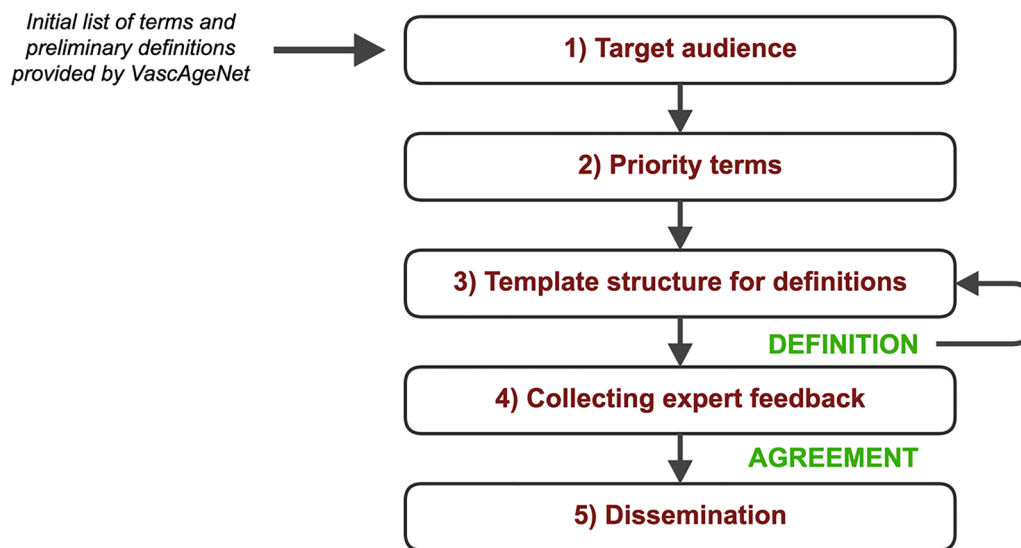 Initial list of terms and
preliminary definitions
provided by VascAgeNet
1) Target audience
2) Priority terms
3) Template structure for definitions
DEFINITION
4) Collecting expert feedback
AGREEMENT
5) Dissemination